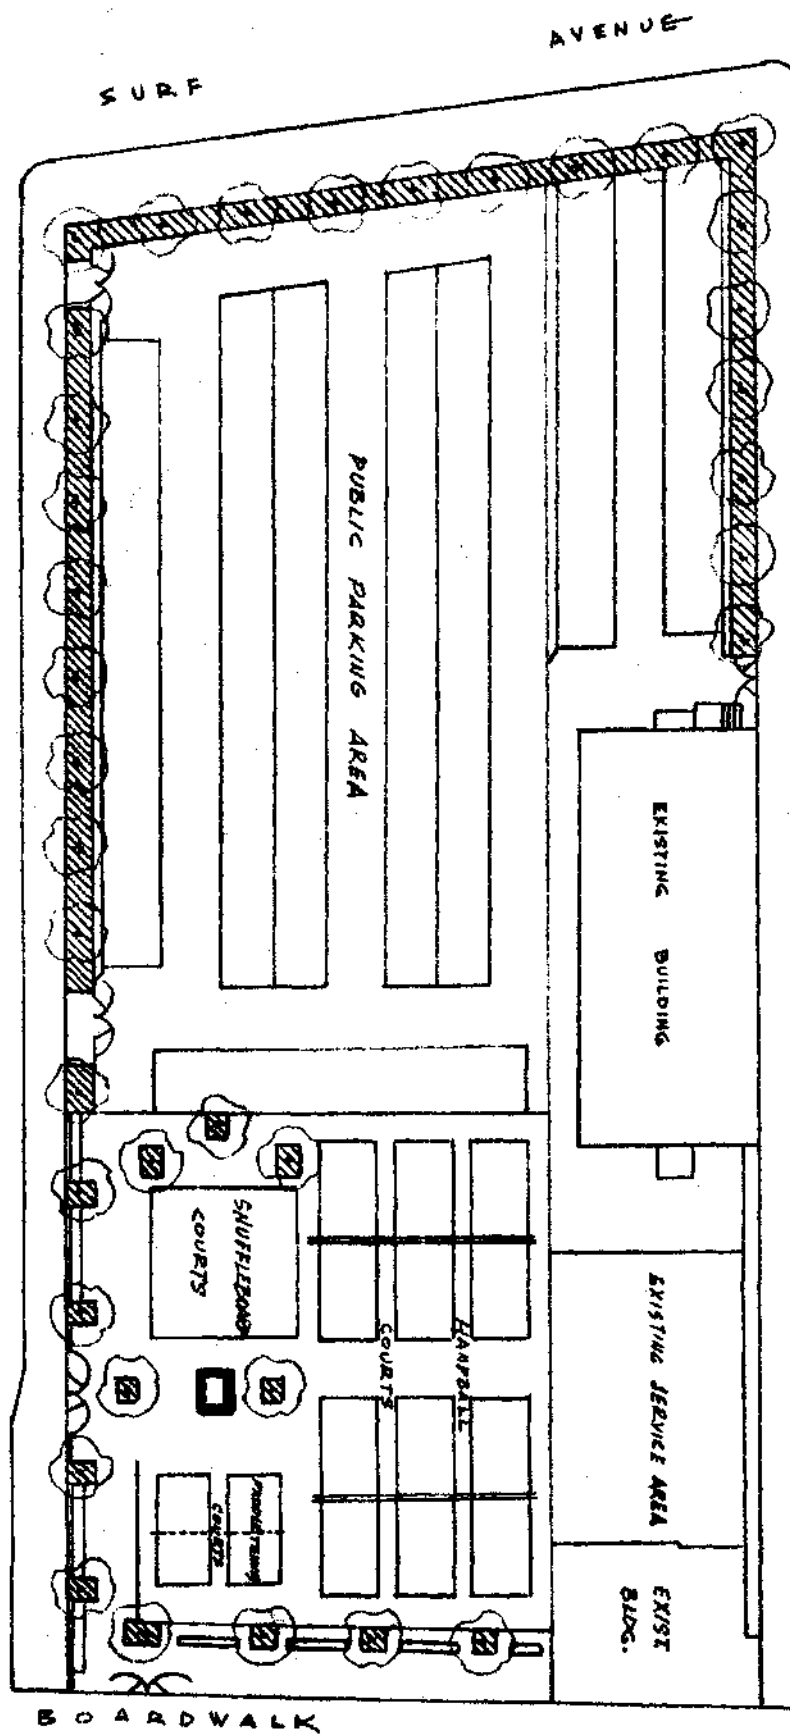 SURF AVENUE
PUBLIC PARKING AREA
EXISTING BUILDING
SHUFFLEBOARD
COURTS
HANDBALL
COURTS
EXISTING SERVICE AREA
COURTS
EXIST
BLDG.
BOARDWALK